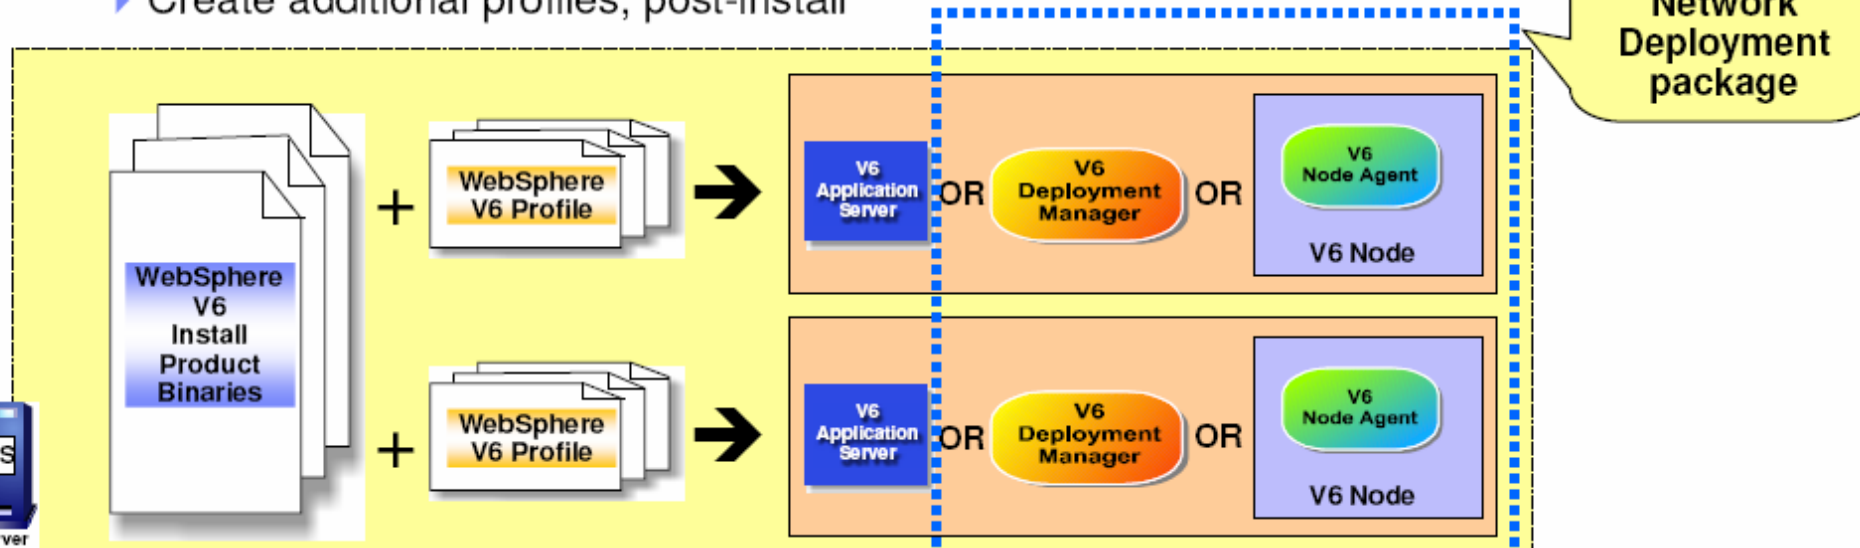 Create additional profiles, post-install
Network
Deployment
package
WebSphere
V6 Profile
V6
Application
Server
OR
V6
Deployment
Manager
OR
V6
Node Agent
V6 Node
WebSphere
V6
Install
Product
Binaries
+
+
WebSphere
V6 Profile
V6
Application
Server
OR
V6
Deployment
Manager
OR
V6
Node Agent
V6 Node
S
ver